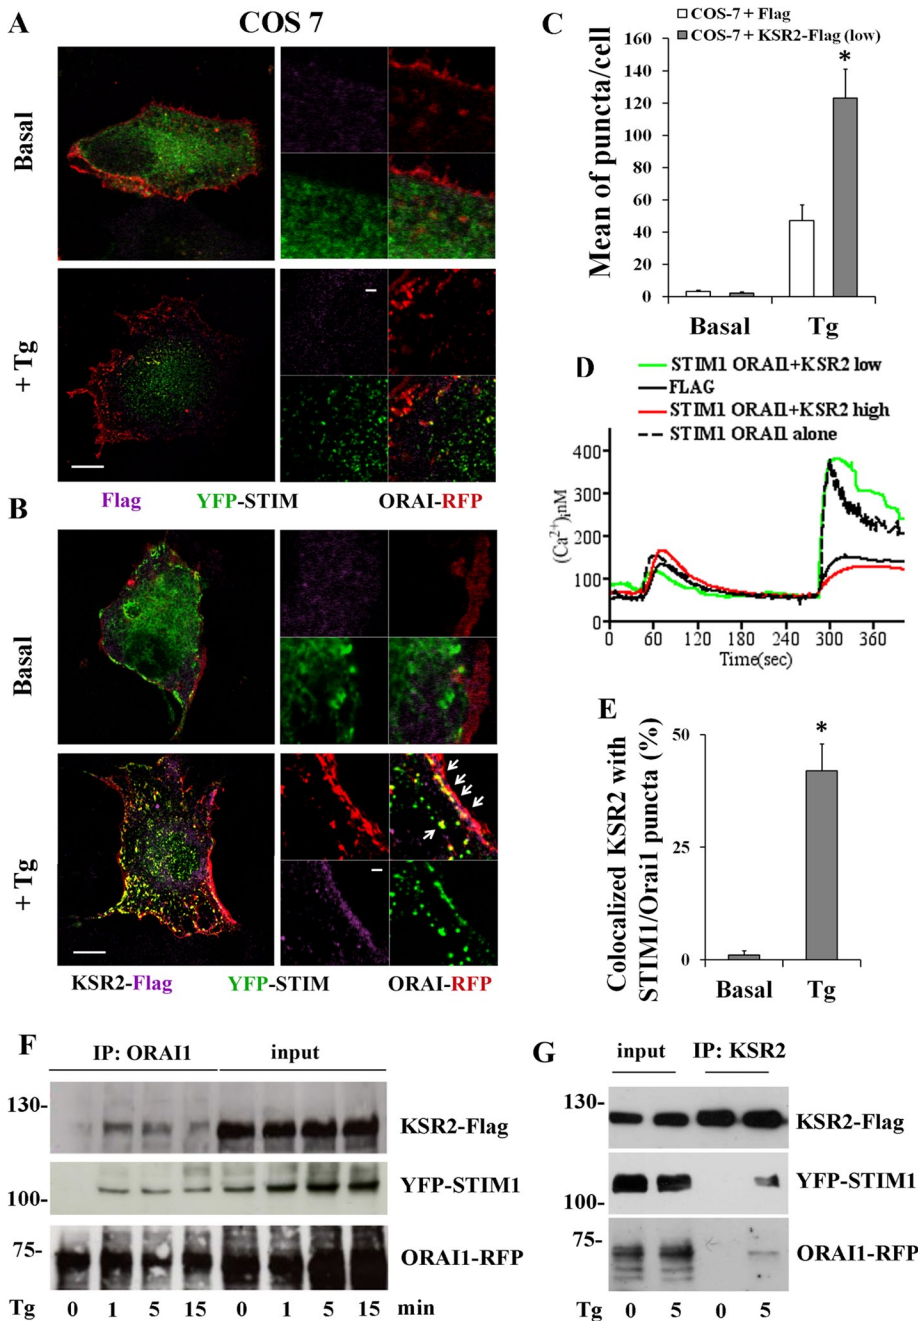 A
COS 7
Basal
+ Tg
Flag YFP-STIM ORAI-RFP
B
Basal
+ Tg
KSR2-Flag YFP-STIM ORAI-RFP
C
COS-7 + Flag
COS-7 + KSR2-Flag (low)
Mean of puncta/cell
160
140
120
100
80
60
40
20
0
*
Basal Tg
D
STIM1 ORAI1+KSR2 low
FLAG
STIM1 ORAI1+KSR2 high
STIM1 ORAI1 alone
(Ca²⁺)ᵢnM
400
300
200
100
0
0 60 120 180 240 300 360
Time(sec)
E
Colocalized KSR2 with
STIM1/Orai1 puncta (%)
50
25
0
*
Basal Tg
F
IP: ORAI1 input
130-
KSR2-Flag
YFP-STIM1
100-
75-
ORAI1-RFP
Tg 0 1 5 15 0 1 5 15 min
G
input IP: KSR2
130-
KSR2-Flag
YFP-STIM1
100-
75-
ORAI1-RFP
Tg 0 5 0 5